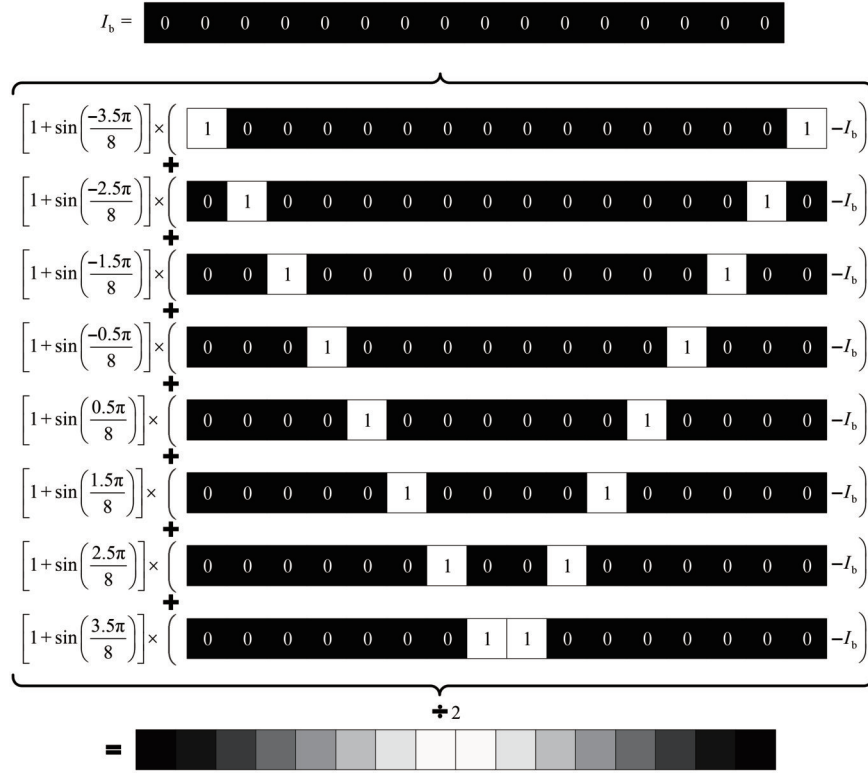 I_b = 0 0 0 0 0 0 0 0 0 0 0 0 0 0 0 0
[1 + sin(−3.5π/8)] × ( 1 0 0 0 0 0 0 0 0 0 0 0 0 0 0 1 −I_b)
+
[1 + sin(−2.5π/8)] × ( 0 1 0 0 0 0 0 0 0 0 0 0 0 0 1 0 −I_b)
+
[1 + sin(−1.5π/8)] × ( 0 0 1 0 0 0 0 0 0 0 0 0 0 1 0 0 −I_b)
+
[1 + sin(−0.5π/8)] × ( 0 0 0 1 0 0 0 0 0 0 0 0 1 0 0 0 −I_b)
+
[1 + sin(0.5π/8)] × ( 0 0 0 0 1 0 0 0 0 0 0 1 0 0 0 0 −I_b)
+
[1 + sin(1.5π/8)] × ( 0 0 0 0 0 1 0 0 0 0 1 0 0 0 0 0 −I_b)
+
[1 + sin(2.5π/8)] × ( 0 0 0 0 0 0 1 0 0 1 0 0 0 0 0 0 −I_b)
+
[1 + sin(3.5π/8)] × ( 0 0 0 0 0 0 0 1 1 0 0 0 0 0 0 0 −I_b)
÷ 2
=